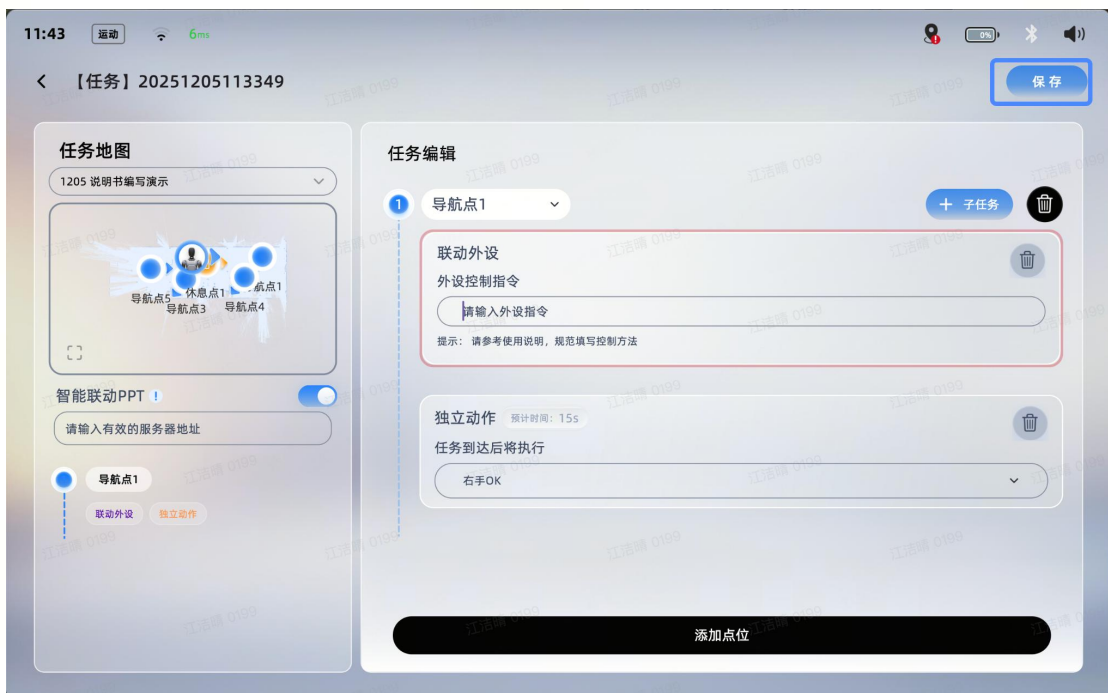 11:43 运动 6ms 0%
【任务】20251205113349
保存
任务地图
1205 说明书编写演示
导航点5 休息点1 航点1
导航点3 导航点4
智能联动PPT !
请输入有效的服务器地址
导航点1
联动外设 独立动作
任务编辑
1 导航点1 + 子任务
联动外设
外设控制指令
请输入外设指令
提示: 请参考使用说明，规范填写控制方法
独立动作 预计时间: 15s
任务到达后将执行
右手OK
添加点位
江洁晴 0199